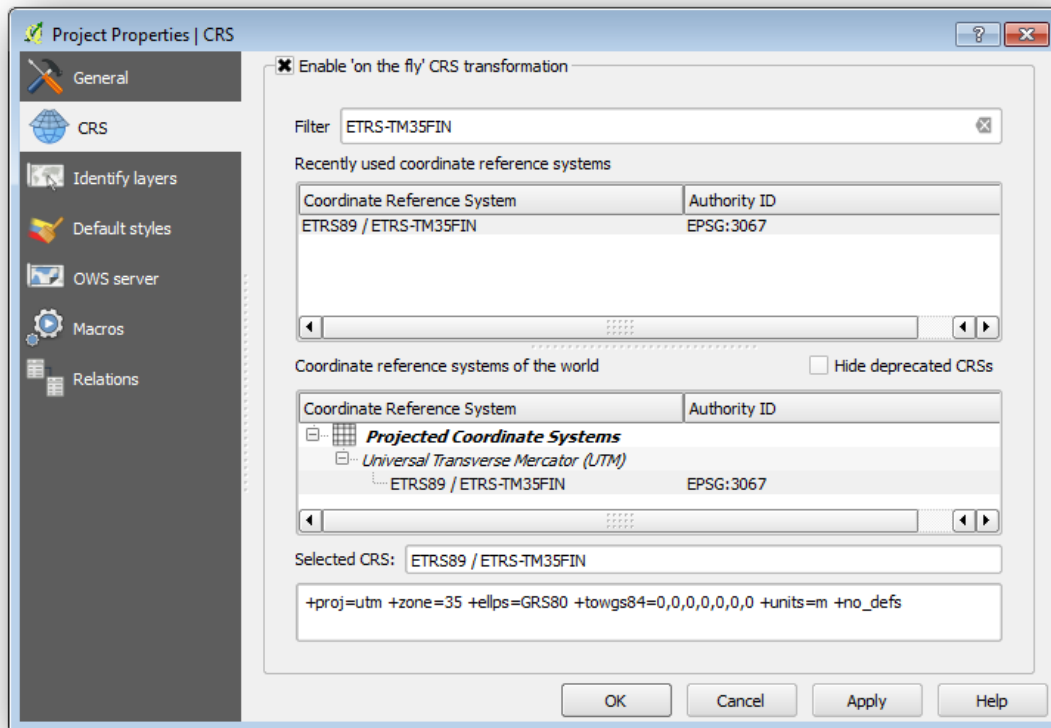 Project Properties | CRS
?
General
CRS
Identify layers
Default styles
OWS server
Macros
Relations
Enable 'on the fly' CRS transformation
Filter ETRS-TM35FIN
Recently used coordinate reference systems
Coordinate Reference System Authority ID
ETRS89 / ETRS-TM35FIN EPSG:3067
Coordinate reference systems of the world Hide deprecated CRSs
Coordinate Reference System Authority ID
Projected Coordinate Systems
Universal Transverse Mercator (UTM)
ETRS89 / ETRS-TM35FIN EPSG:3067
Selected CRS: ETRS89 / ETRS-TM35FIN
+proj=utm +zone=35 +ellps=GRS80 +towgs84=0,0,0,0,0,0,0 +units=m +no_defs
OK Cancel Apply Help